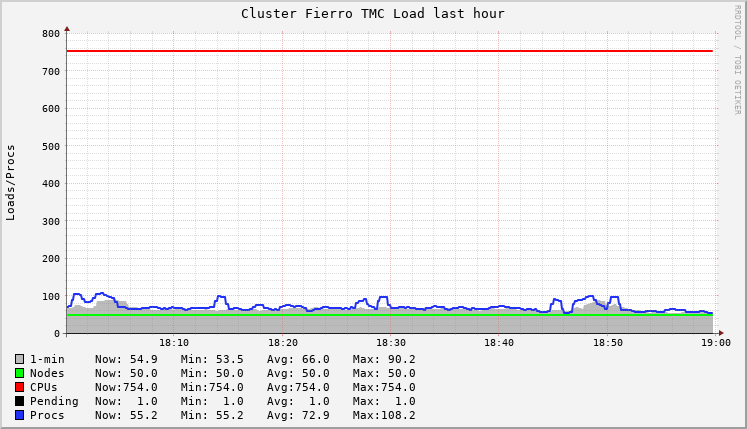 Cluster Fierro TMC Load last hour
RRDTOOL / TOBI OETIKER
Loads/Procs
800
700
600
500
400
300
200
100
0
18:10 18:20 18:30 18:40 18:50 19:00
1-min Now: 54.9 Min: 53.5 Avg: 66.0 Max: 90.2
Nodes Now: 50.0 Min: 50.0 Avg: 50.0 Max: 50.0
CPUs Now:754.0 Min:754.0 Avg:754.0 Max:754.0
Pending Now: 1.0 Min: 1.0 Avg: 1.0 Max: 1.0
Procs Now: 55.2 Min: 55.2 Avg: 72.9 Max:108.2